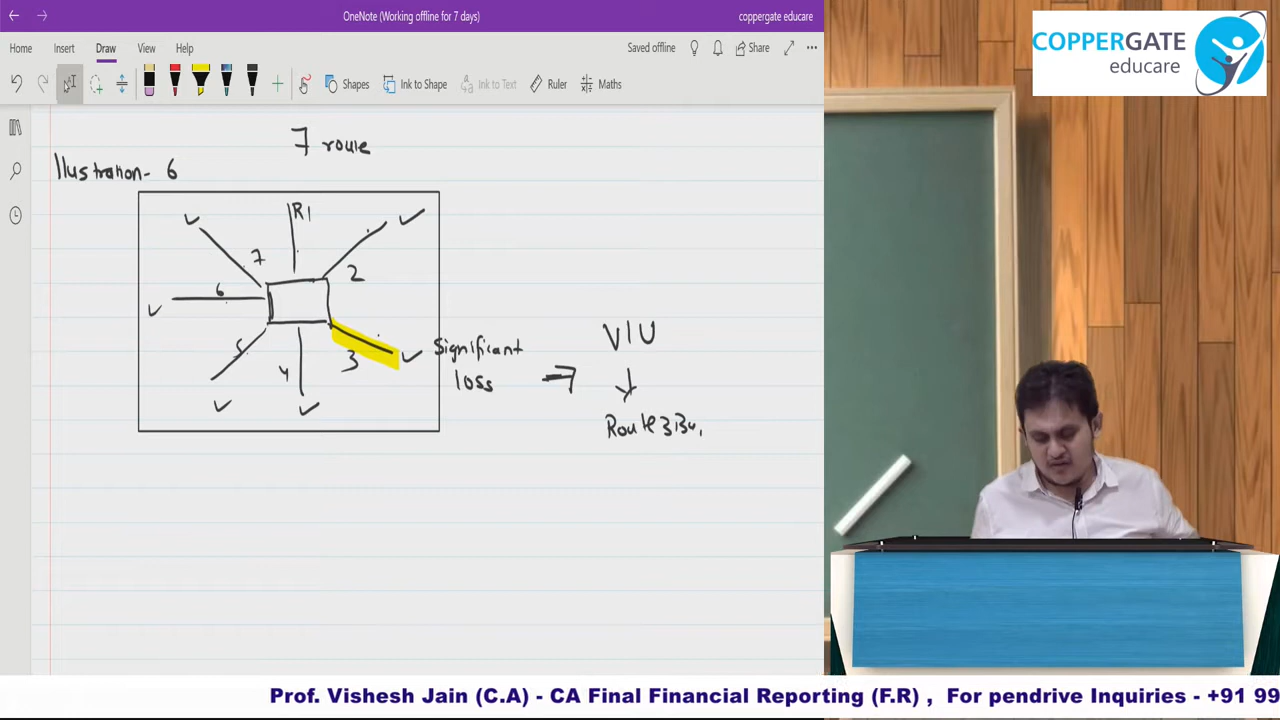 OneNote (Working offline for 7 days)
coppergate educare
Home Insert Draw View Help
Saved offline
Share
Shapes Ink to Shape Ink to Text Ruler Maths
COPPERGATE
educare
7 route
Illustration- 6
R1
7
2
6
5
4
3
Significant
loss
VIU
Route 3
Prof. Vishesh Jain (C.A) - CA Final Financial Reporting (F.R) , For pendrive Inquiries - +91 99